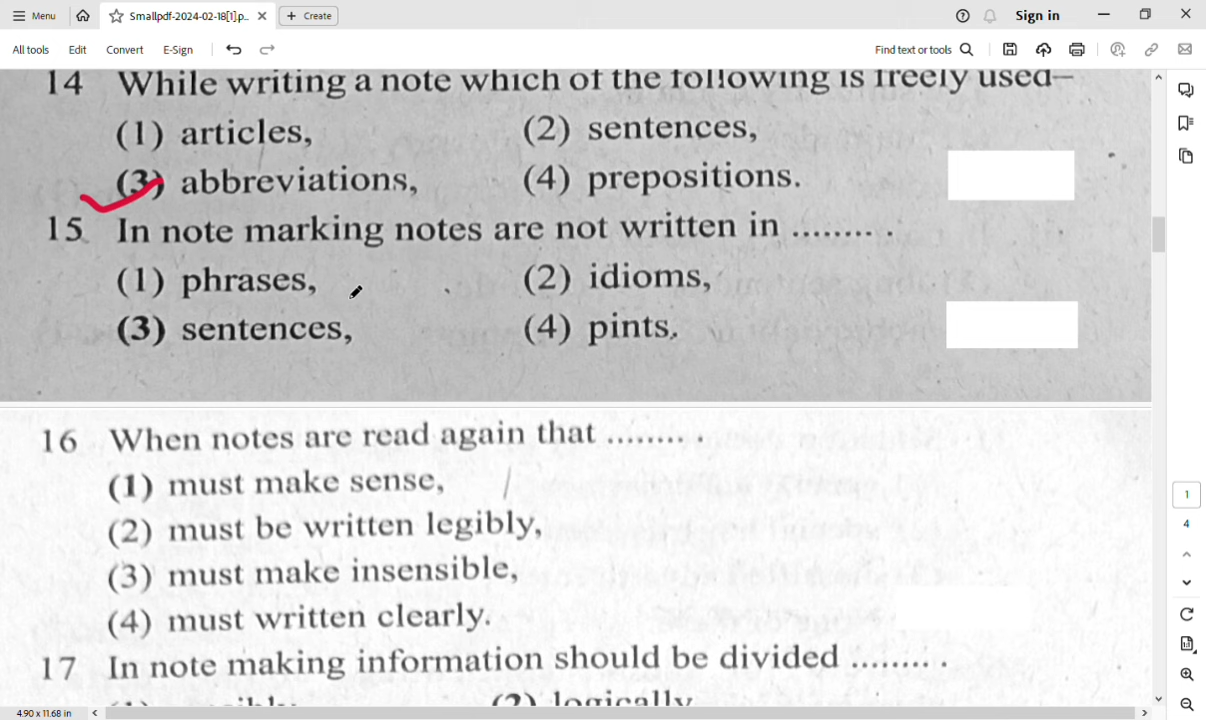 Menu Smallpdf-2024-02-18[1].p... + Create Sign in
All tools Edit Convert E-Sign Find text or tools
14 While writing a note which of the following is freely used—
(1) articles, (2) sentences,
(3) abbreviations, (4) prepositions.
15 In note marking notes are not written in .........
(1) phrases, (2) idioms,
(3) sentences, (4) pints.
16 When notes are read again that .........
(1) must make sense,
(2) must be written legibly,
(3) must make insensible,
(4) must written clearly.
17 In note making information should be divided .........
(2) logically
1
4
4.90 x 11.68 in